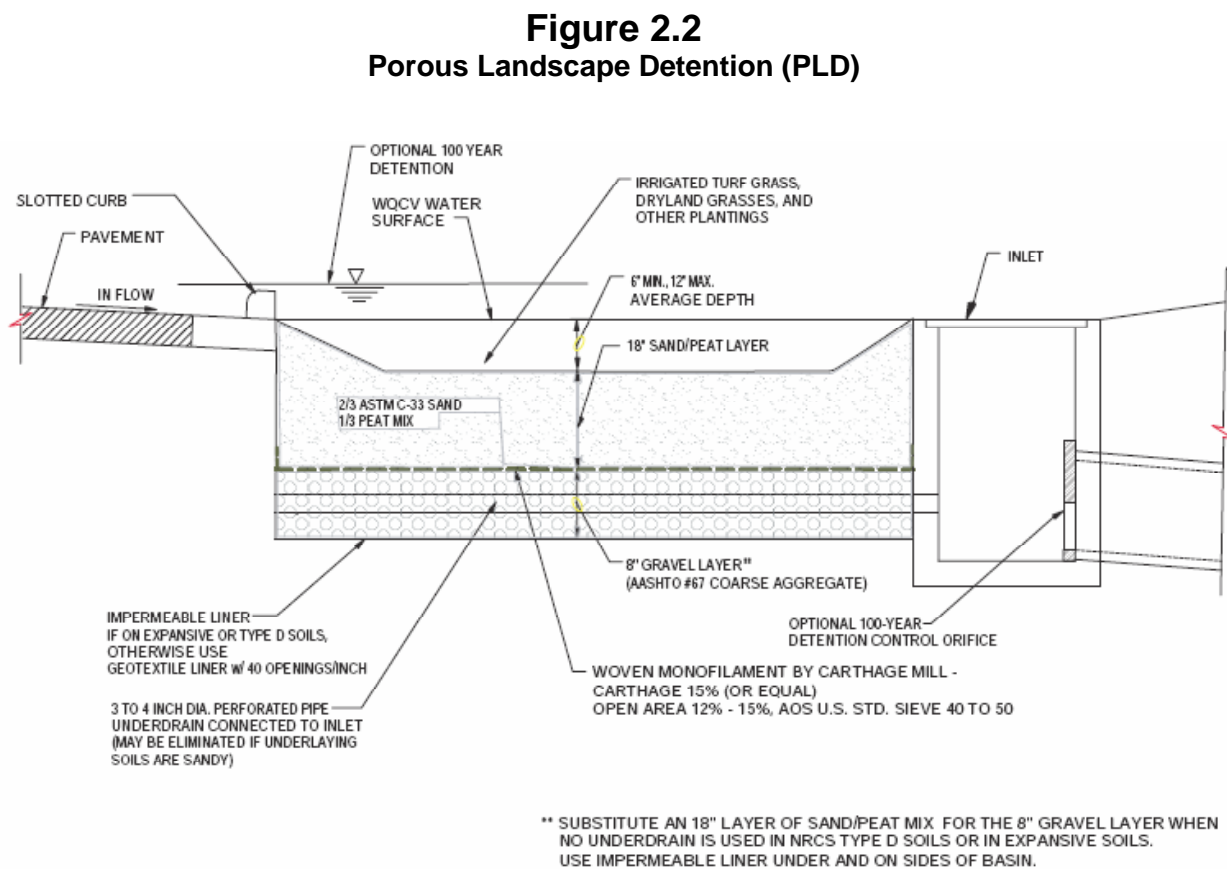 Figure 2.2
Porous Landscape Detention (PLD)
OPTIONAL 100 YEAR
DETENTION
IRRIGATED TURF GRASS,
DRYLAND GRASSES, AND
OTHER PLANTINGS
SLOTTED CURB
WQCV WATER
SURFACE
PAVEMENT
INLET
IN FLOW
6" MIN., 12" MAX.
AVERAGE DEPTH
18" SAND/PEAT LAYER
2/3 ASTM C-33 SAND
1/3 PEAT MIX
8" GRAVEL LAYER**
(AASHTO #67 COARSE AGGREGATE)
IMPERMEABLE LINER
IF ON EXPANSIVE OR TYPE D SOILS,
OTHERWISE USE
GEOTEXTILE LINER W/ 40 OPENINGS/INCH
OPTIONAL 100-YEAR
DETENTION CONTROL ORIFICE
WOVEN MONOFILAMENT BY CARTHAGE MILL -
CARTHAGE 15% (OR EQUAL)
OPEN AREA 12% - 15%, AOS U.S. STD. SIEVE 40 TO 50
3 TO 4 INCH DIA. PERFORATED PIPE
UNDERDRAIN CONNECTED TO INLET
(MAY BE ELIMINATED IF UNDERLAYING
SOILS ARE SANDY)
** SUBSTITUTE AN 18" LAYER OF SAND/PEAT MIX FOR THE 8" GRAVEL LAYER WHEN
NO UNDERDRAIN IS USED IN NRCS TYPE D SOILS OR IN EXPANSIVE SOILS.
USE IMPERMEABLE LINER UNDER AND ON SIDES OF BASIN.